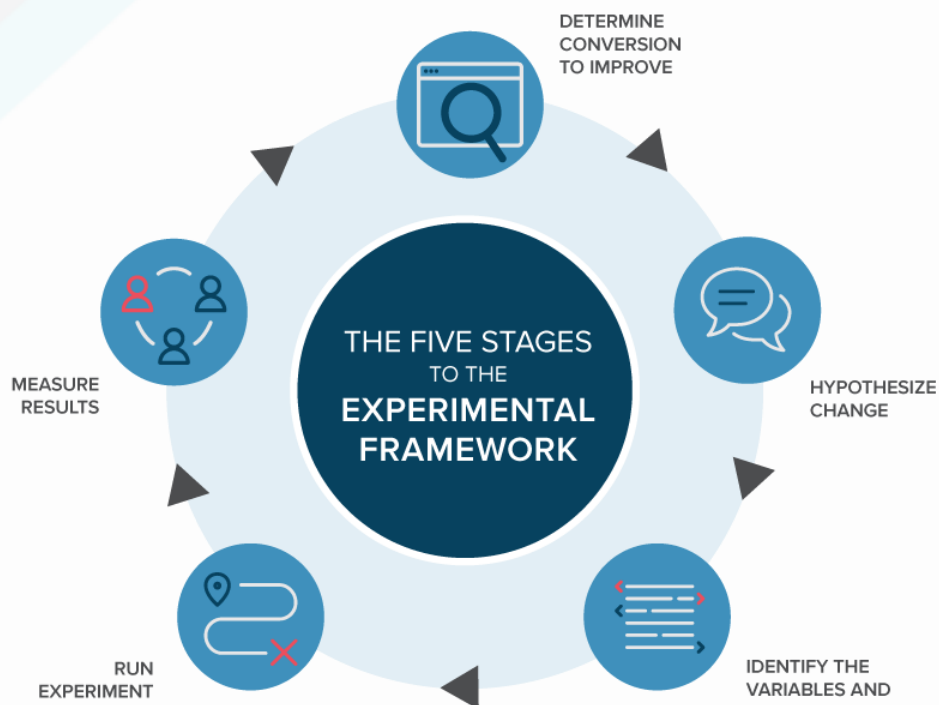 DETERMINE
CONVERSION
TO IMPROVE
HYPOTHESIZE
CHANGE
IDENTIFY THE
VARIABLES AND
RUN
EXPERIMENT
MEASURE
RESULTS
THE FIVE STAGES
TO THE
EXPERIMENTAL
FRAMEWORK